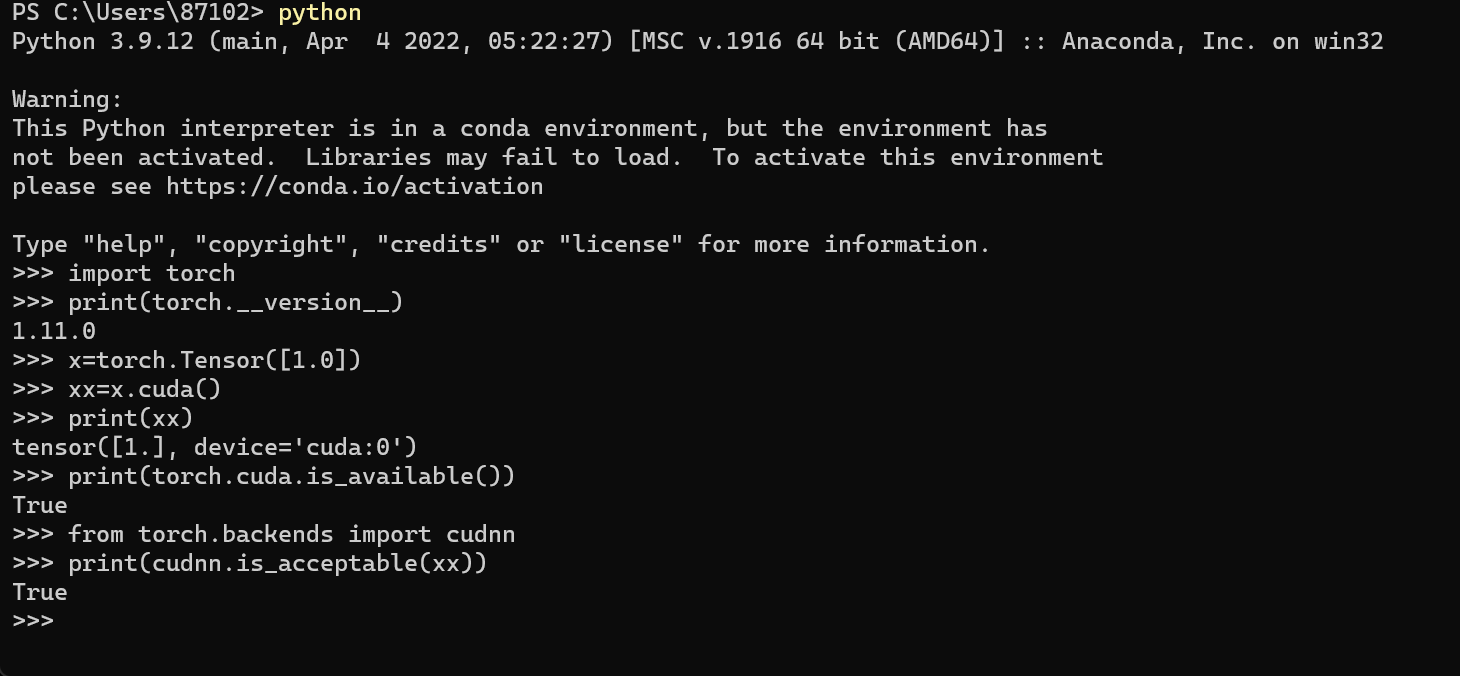 PS C:\Users\87102> python
Python 3.9.12 (main, Apr  4 2022, 05:22:27) [MSC v.1916 64 bit (AMD64)] :: Anaconda, Inc. on win32
Warning:
This Python interpreter is in a conda environment, but the environment has
not been activated.  Libraries may fail to load.  To activate this environment
please see https://conda.io/activation
Type "help", "copyright", "credits" or "license" for more information.
>>> import torch
>>> print(torch.__version__)
1.11.0
>>> x=torch.Tensor([1.0])
>>> xx=x.cuda()
>>> print(xx)
tensor([1.], device='cuda:0')
>>> print(torch.cuda.is_available())
True
>>> from torch.backends import cudnn
>>> print(cudnn.is_acceptable(xx))
True
>>>